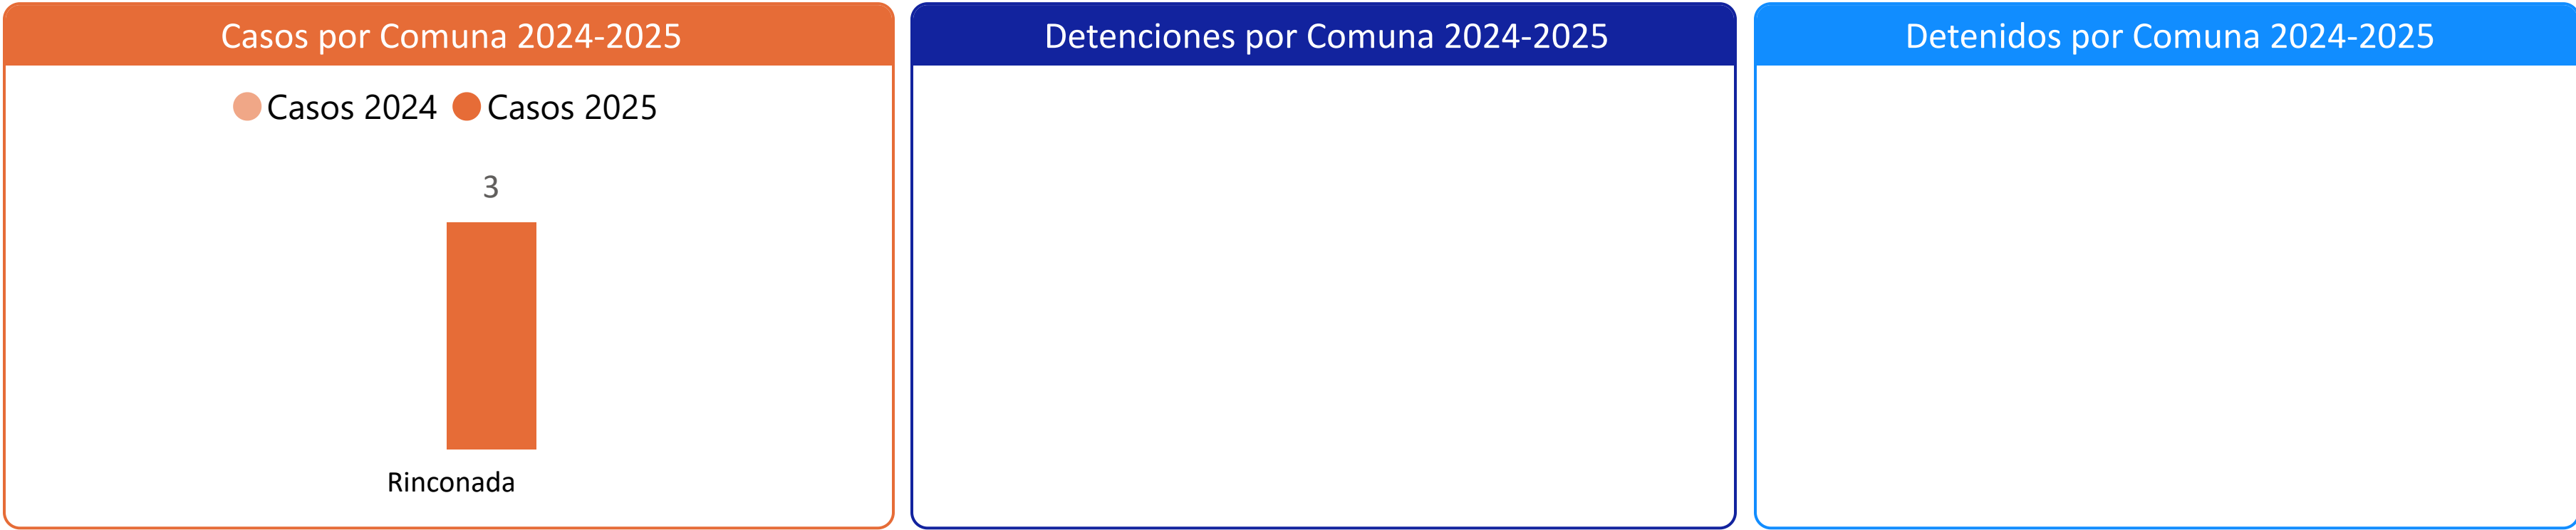 Casos por Comuna 2024-2025
Casos 2024 Casos 2025
3
Rinconada
Detenciones por Comuna 2024-2025
Detenidos por Comuna 2024-2025